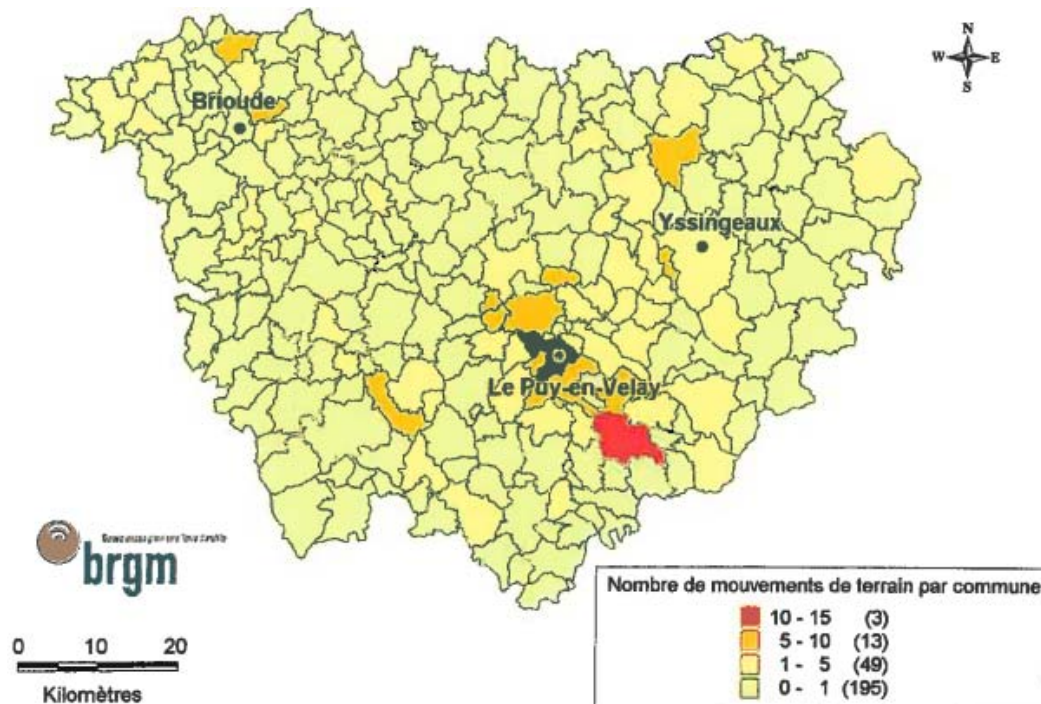 N
W E
S
Brioude
Yssingeaux
Le Puy-en-Velay
brgm
0 10 20
Kilomètres
Nombre de mouvements de terrain par commune
10 - 15 (3)
5 - 10 (13)
1 - 5 (49)
0 - 1 (195)